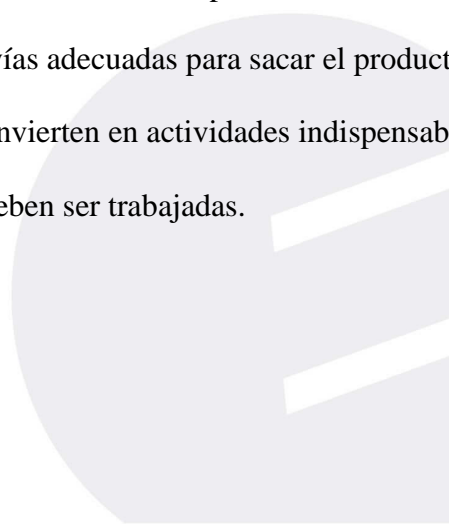 vías adecuadas para sacar el product
nvierten en actividades indispensab
eben ser trabajadas.